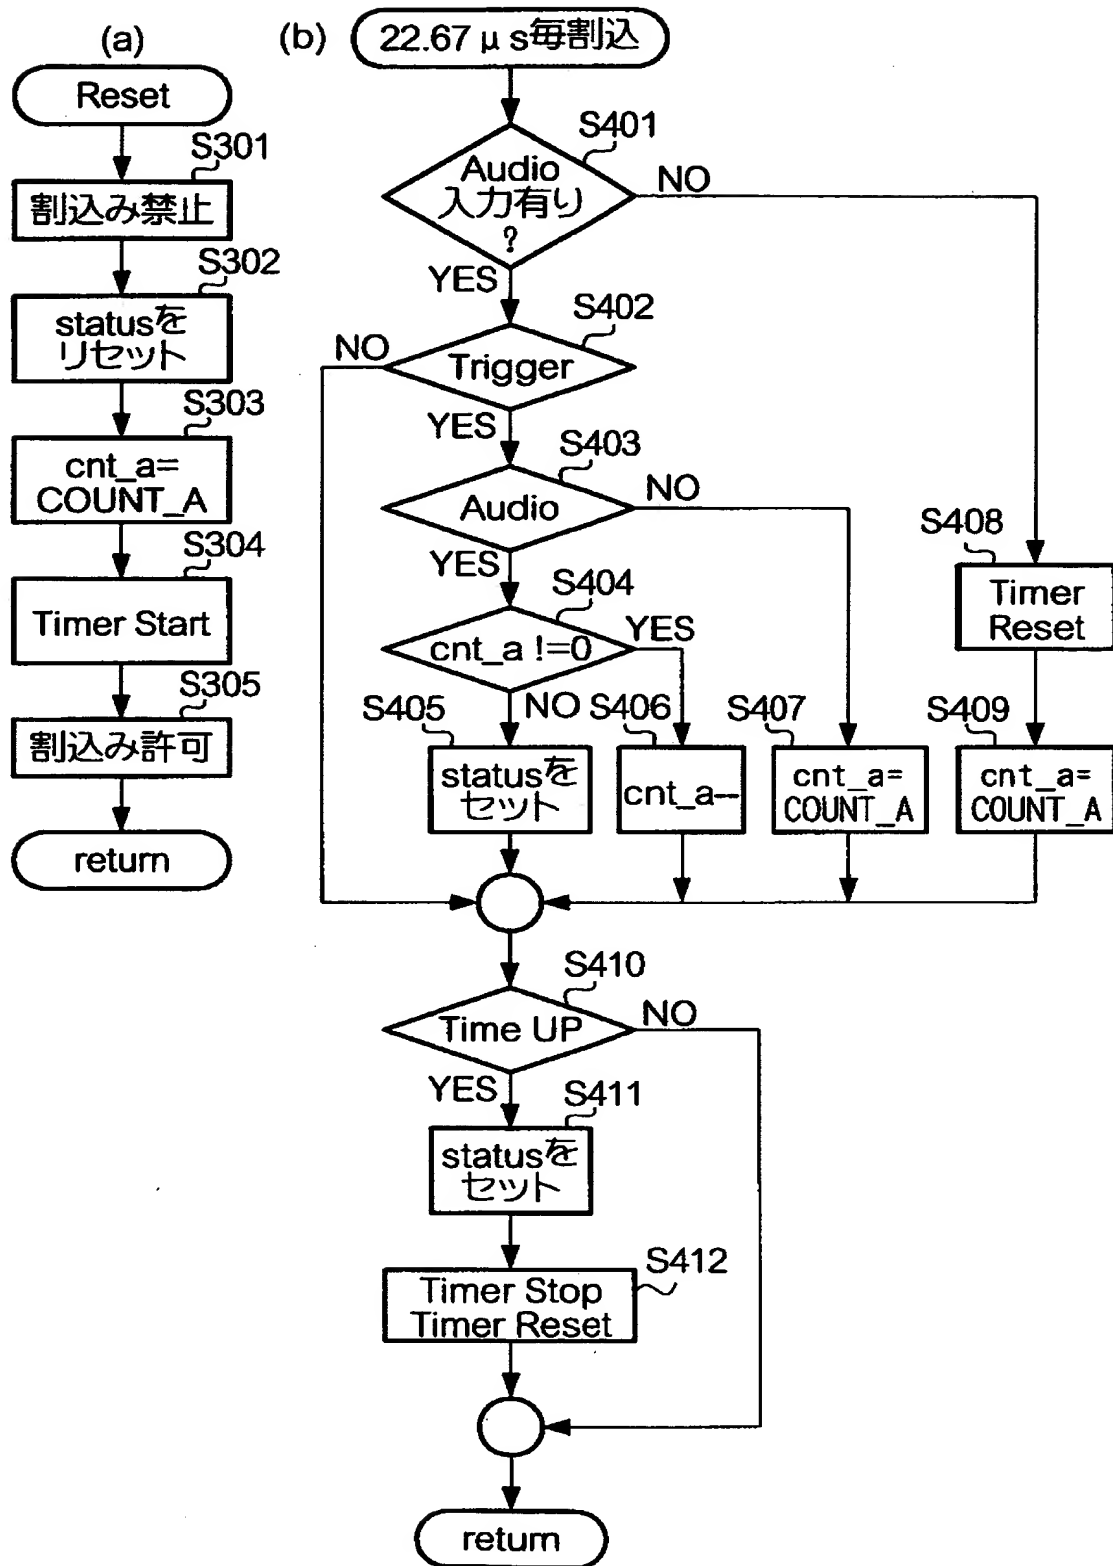 (a)
Reset
S301
割込み禁止
S302
statusを
リセット
S303
cnt_a=
COUNT_A
S304
Timer Start
S305
割込み許可
return
(b)
22.67μs毎割込
S401
Audio
入力有り
?
NO
YES
S402
NO
Trigger
YES
S403
Audio
NO
YES
S404
cnt_a !=0
YES
NO
S405
statusを
セット
S406
cnt_a--
S407
cnt_a=
COUNT_A
S408
Timer
Reset
S409
cnt_a=
COUNT_A
S410
Time UP
NO
YES
S411
statusを
セット
S412
Timer Stop
Timer Reset
return